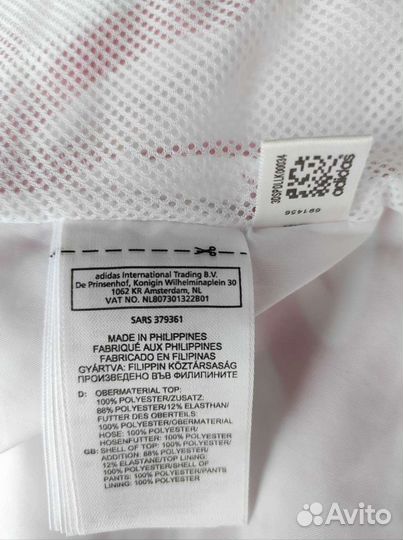 adidas
691456
adidas International Trading B.V.
De Prinsenhof, Konigin Wilhelminaplein 30
1062 KR Amsterdam, NL
VAT NO. NL807301322B01
SARS 379361
MADE IN PHILIPPINES
FABRIQUÉ AUX PHILIPPINES
FABRICADO EN FILIPINAS
GYÁRTVA: FILIPPIN KÖZTÁRSASÁG
ПРОИЗВЕДЕНО ВЪВ ФИЛИПИНИТЕ
D: OBERMATERIAL TOP:
100% POLYESTER/ZUSATZ:
88% POLYESTER/12% ELASTHAN/
FUTTER DES OBERTEILS:
100% POLYESTER/OBERMATERIAL
HOSE: 100% POLYESTER/
HOSENFUTTER: 100% POLYESTER
GB: SHELL OF TOP: 100% POLYESTER/
ADDITION: 88% POLYESTER/
12% ELASTANE/TOP LINING:
100% POLYESTER/SHELL OF
PANTS: 100% POLYESTER/PANTS
LINING: 100% POLYESTER
Avito